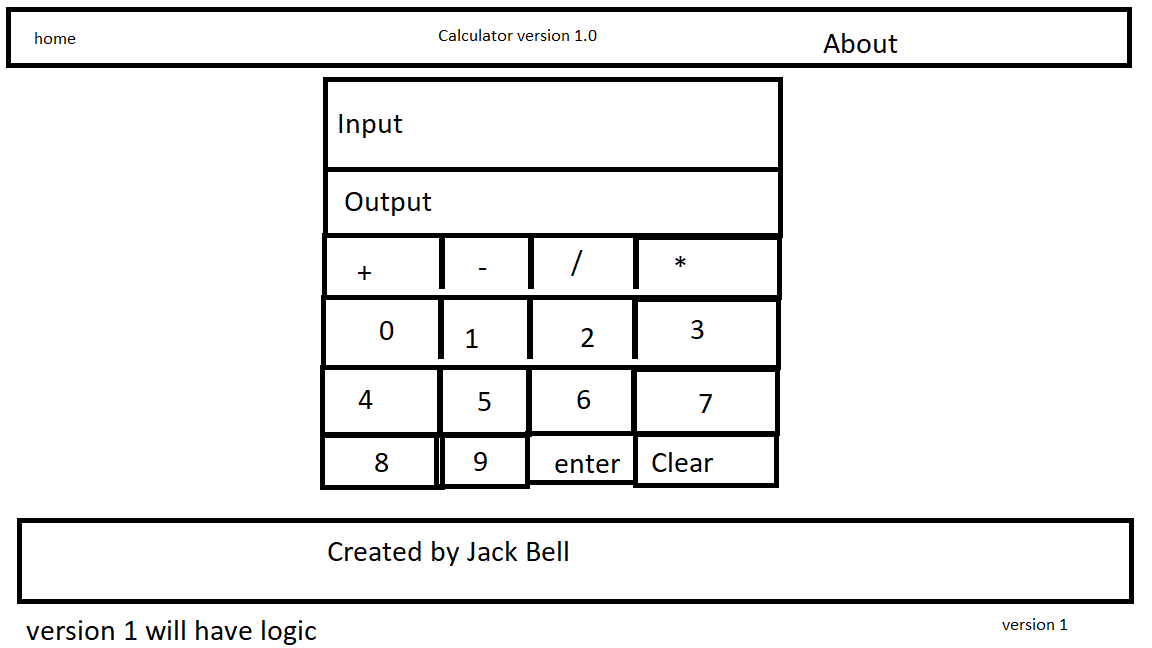 home Calculator version 1.0 About
Input
Output
+ - / *
0 1 2 3
4 5 6 7
8 9 enter Clear
Created by Jack Bell
version 1 will have logic version 1